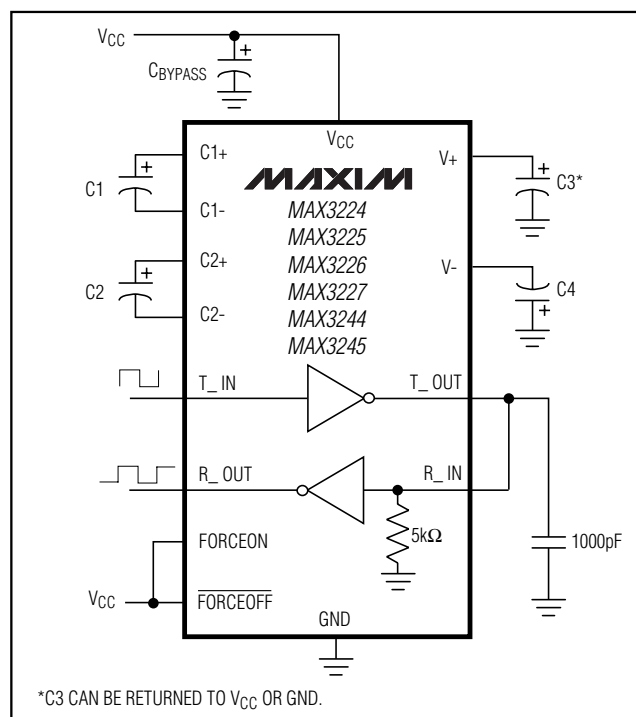 VCC
CBYPASS
+
VCC
C1
+
C1+
C1-
C2
+
C2+
C2-
MAXIM
MAX3224
MAX3225
MAX3226
MAX3227
MAX3244
MAX3245
V+
+
C3*
V-
C4
+
T_ IN
T_ OUT
R_ OUT
R_ IN
5kΩ
1000pF
FORCEON
VCC
FORCEOFF
GND
*C3 CAN BE RETURNED TO VCC OR GND.